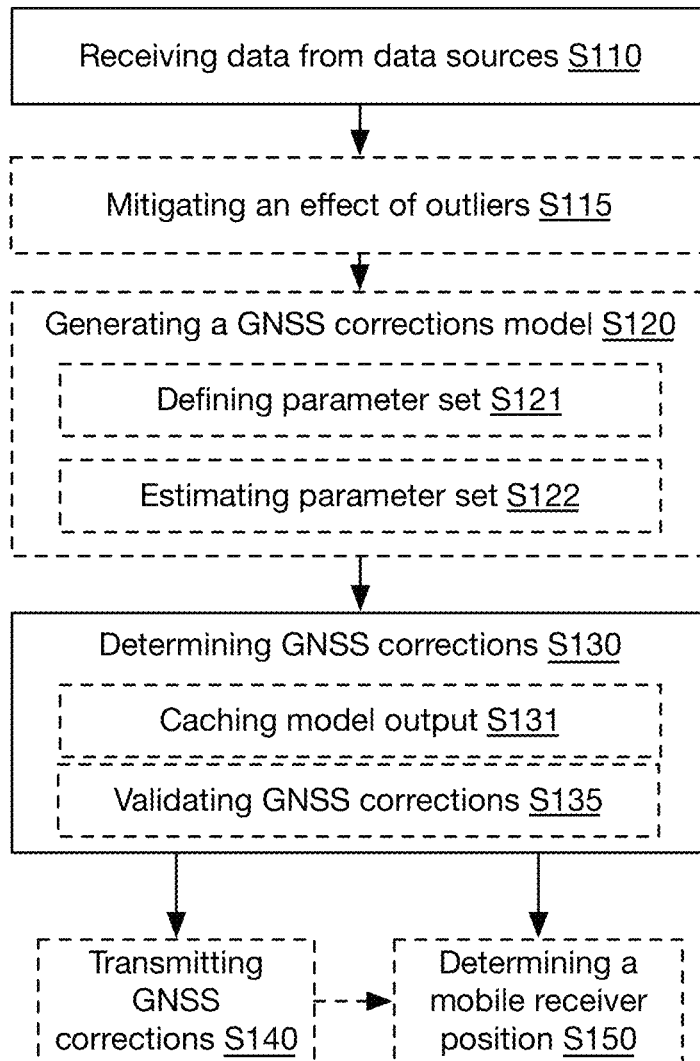 Receiving data from data sources S110
Mitigating an effect of outliers S115
Generating a GNSS corrections model S120
Defining parameter set S121
Estimating parameter set S122
Determining GNSS corrections S130
Caching model output S131
Validating GNSS corrections S135
Transmitting
GNSS
corrections S140
Determining a
mobile receiver
position S150